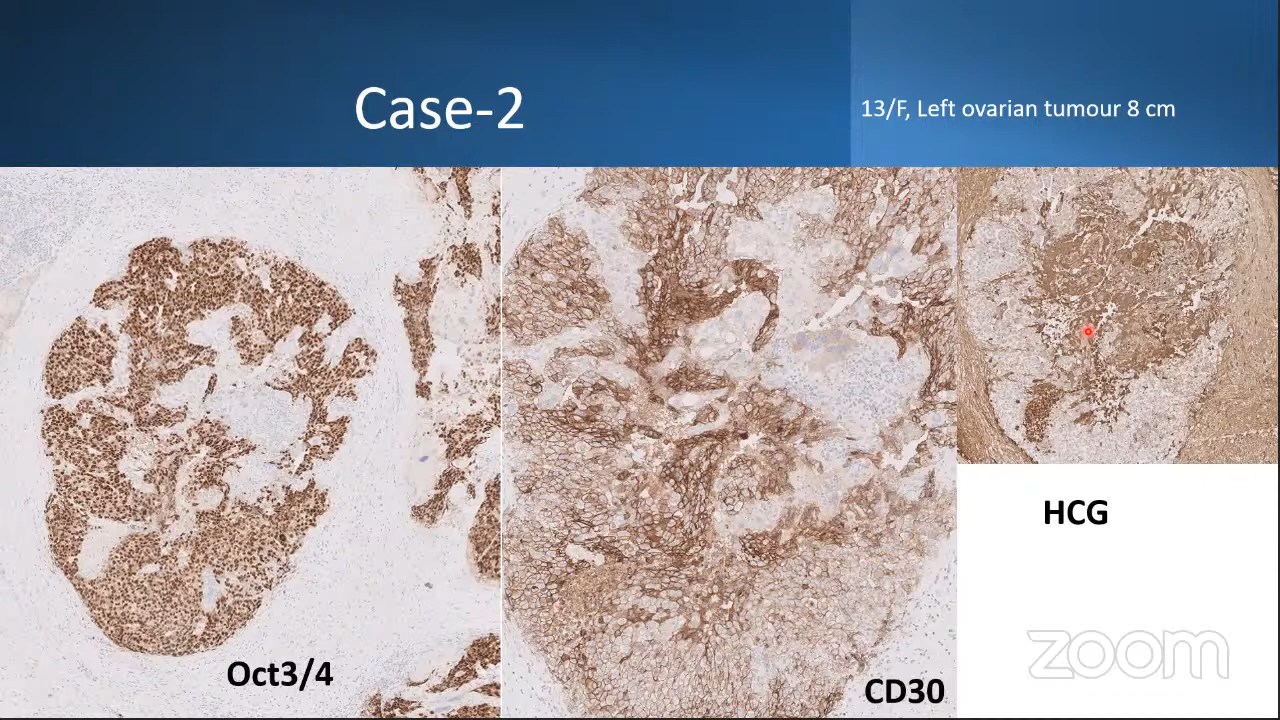 Case-2
13/F, Left ovarian tumour 8 cm
Oct3/4
CD30
HCG
zoom